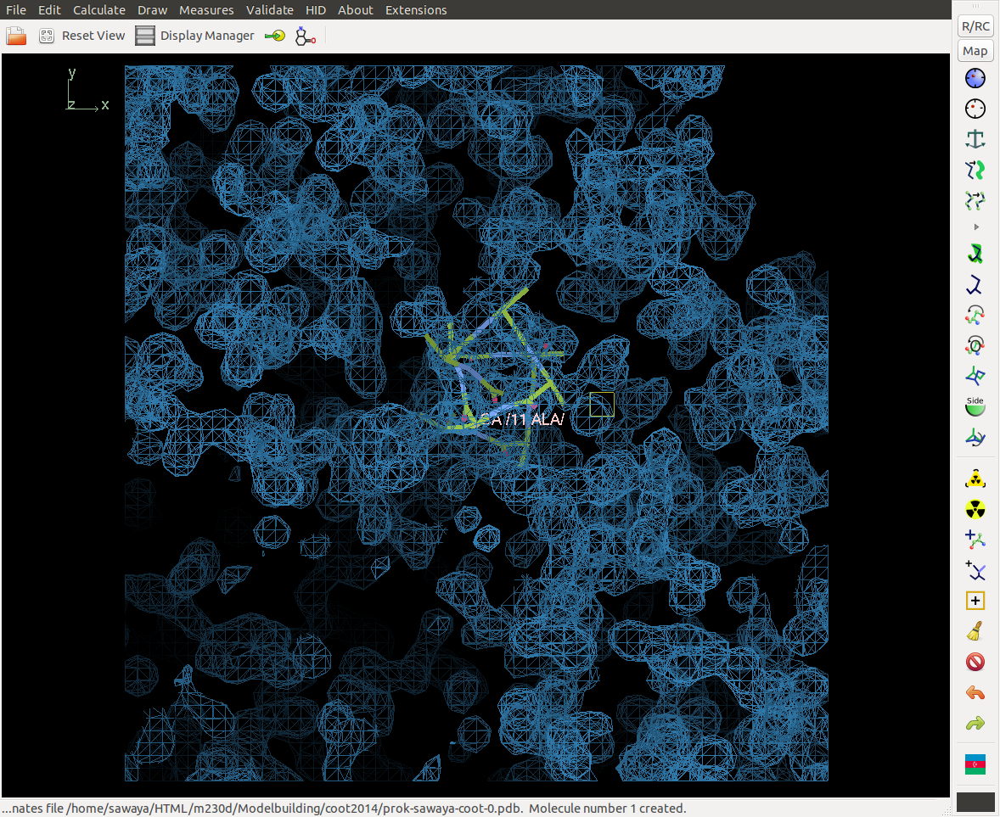 File Edit Calculate Draw Measures Validate HID About Extensions
Reset View Display Manager
R/RC
Map
y
z x
CA /11 ALA/
Side
...nates file /home/sawaya/HTML/m230d/Modelbuilding/coot2014/prok-sawaya-coot-0.pdb. Molecule number 1 created.